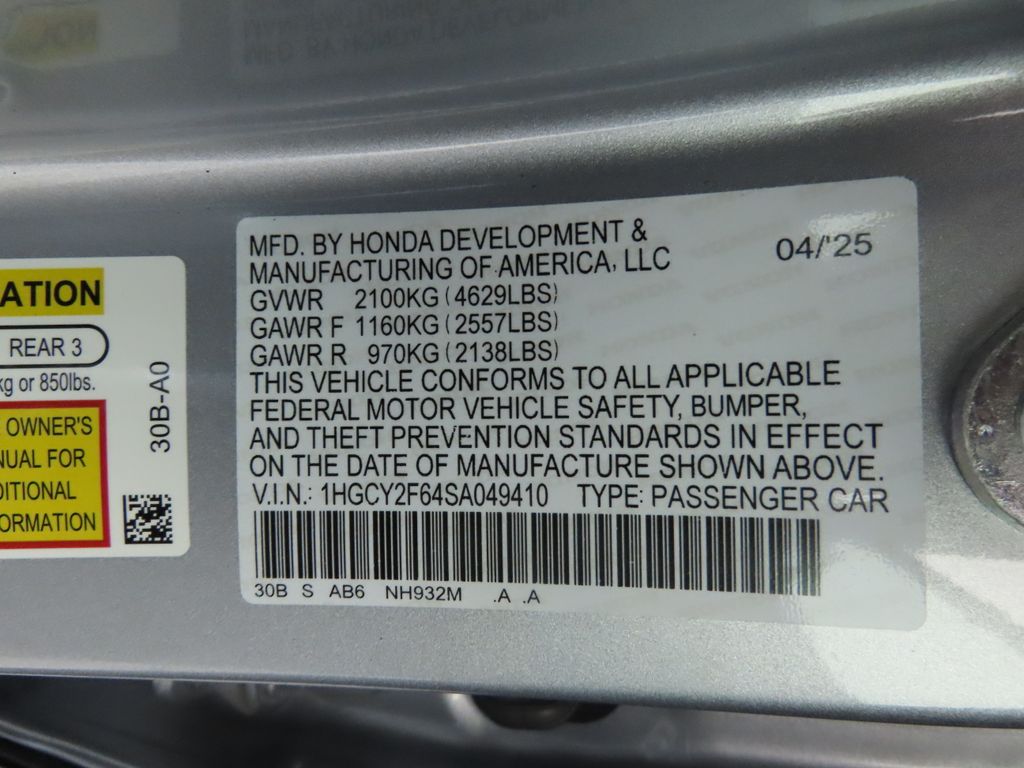 ATION
REAR 3
kg or 850lbs.
OWNER'S
NUAL FOR
DITIONAL
ORMATION
30B-A0
MFD. BY HONDA DEVELOPMENT &
MANUFACTURING OF AMERICA, LLC
04/'25
GVWR 2100KG (4629LBS)
GAWR F 1160KG (2557LBS)
GAWR R 970KG (2138LBS)
THIS VEHICLE CONFORMS TO ALL APPLICABLE
FEDERAL MOTOR VEHICLE SAFETY, BUMPER,
AND THEFT PREVENTION STANDARDS IN EFFECT
ON THE DATE OF MANUFACTURE SHOWN ABOVE.
V.I.N.: 1HGCY2F64SA049410 TYPE: PASSENGER CAR
30B S AB6 NH932M .A .A